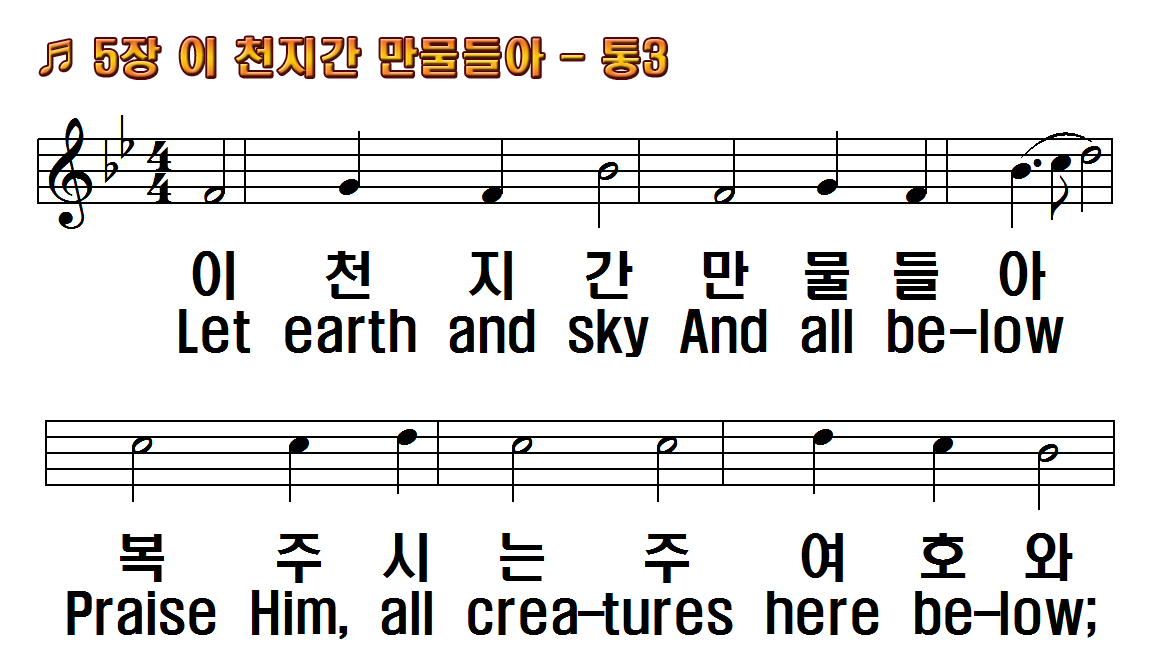 ♬ 5장 이 천지간 만물들아 - 통3
4
4
이 천 지 간 만 물 들 아
Let earth and sky And all be-low
복 주 시 는 주 여 호 와
Praise Him, all crea-tures here be-low;